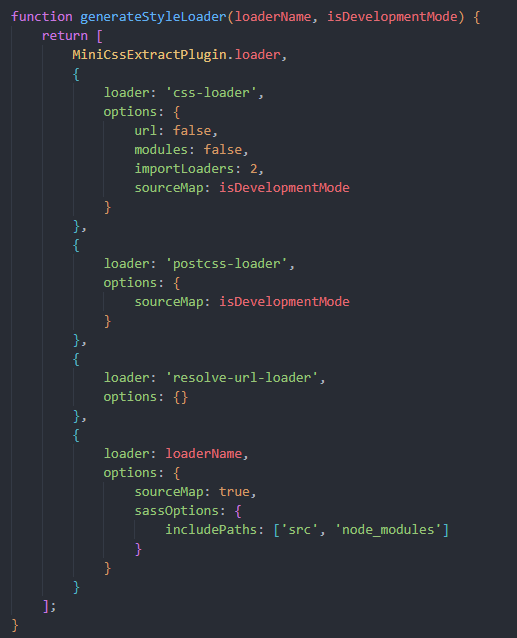 function generateStyleLoader(loaderName, isDevelopmentMode) {
    return [
        MiniCssExtractPlugin.loader,
        {
            loader: 'css-loader',
            options: {
                url: false,
                modules: false,
                importLoaders: 2,
                sourceMap: isDevelopmentMode
            }
        },
        {
            loader: 'postcss-loader',
            options: {
                sourceMap: isDevelopmentMode
            }
        },
        {
            loader: 'resolve-url-loader',
            options: {}
        },
        {
            loader: loaderName,
            options: {
                sourceMap: true,
                sassOptions: {
                    includePaths: ['src', 'node_modules']
                }
            }
        }
    ];
}